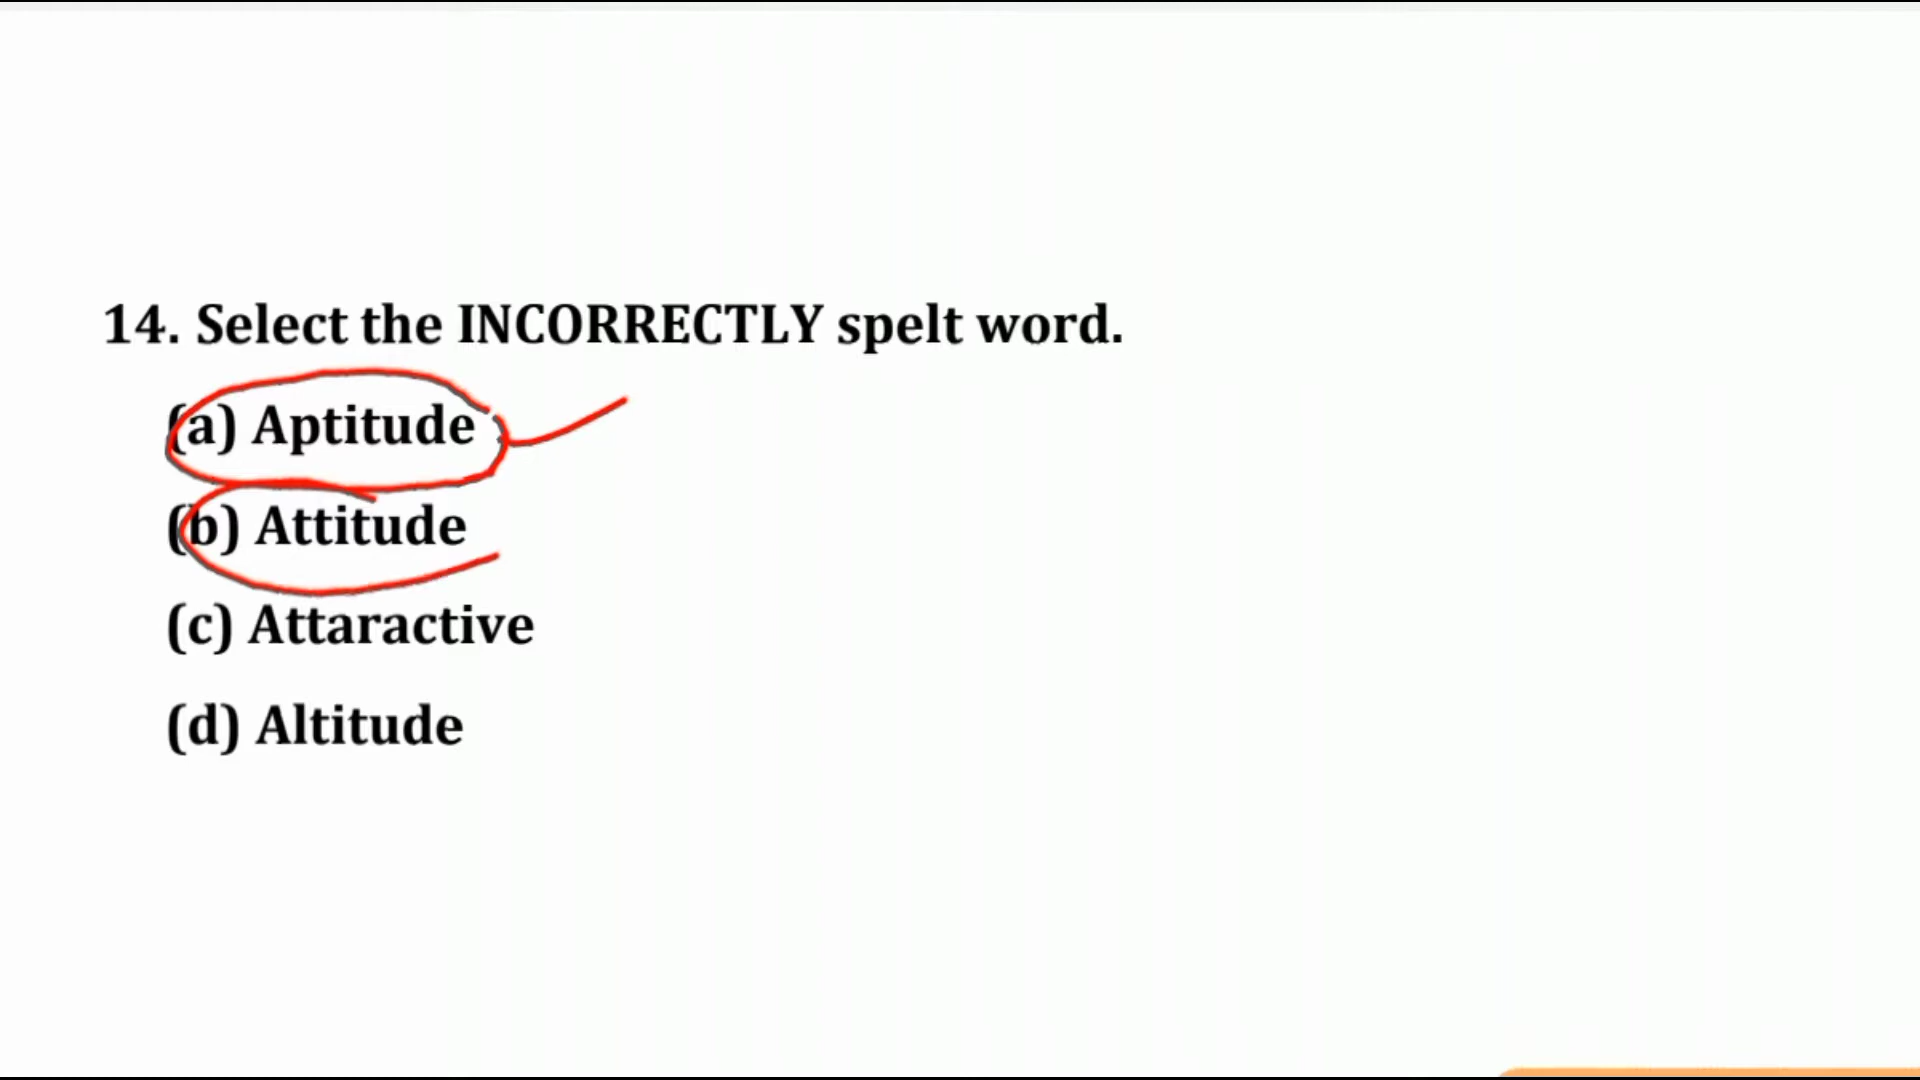 14. Select the INCORRECTLY spelt word.
(a) Aptitude
(b) Attitude
(c) Attaractive
(d) Altitude